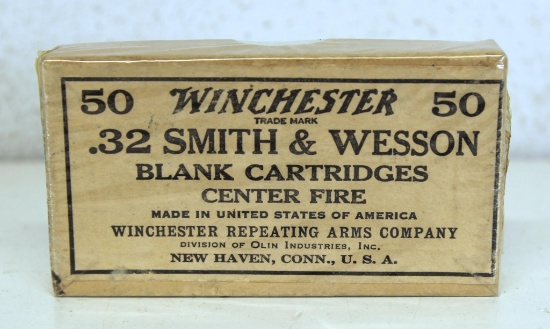 50 WINCHESTER 50
TRADE MARK
.32 SMITH & WESSON
BLANK CARTRIDGES
CENTER FIRE
MADE IN UNITED STATES OF AMERICA
WINCHESTER REPEATING ARMS COMPANY
DIVISION OF OLIN INDUSTRIES, INC.
NEW HAVEN, CONN., U. S. A.